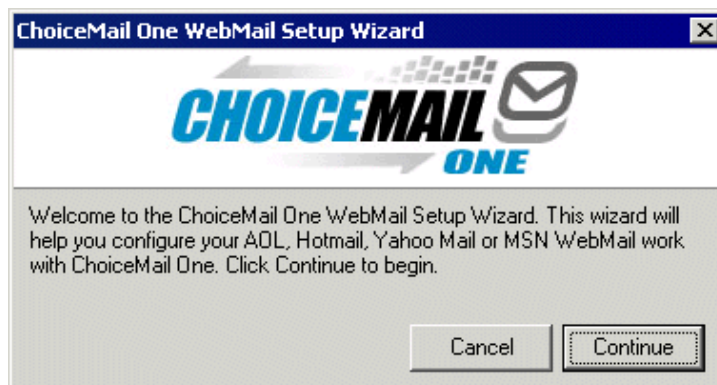 ChoiceMail One WebMail Setup Wizard
CHOICEMAIL
ONE
Welcome to the ChoiceMail One WebMail Setup Wizard. This wizard will
help you configure your AOL, Hotmail, Yahoo Mail or MSN WebMail work
with ChoiceMail One. Click Continue to begin.
Cancel
Continue